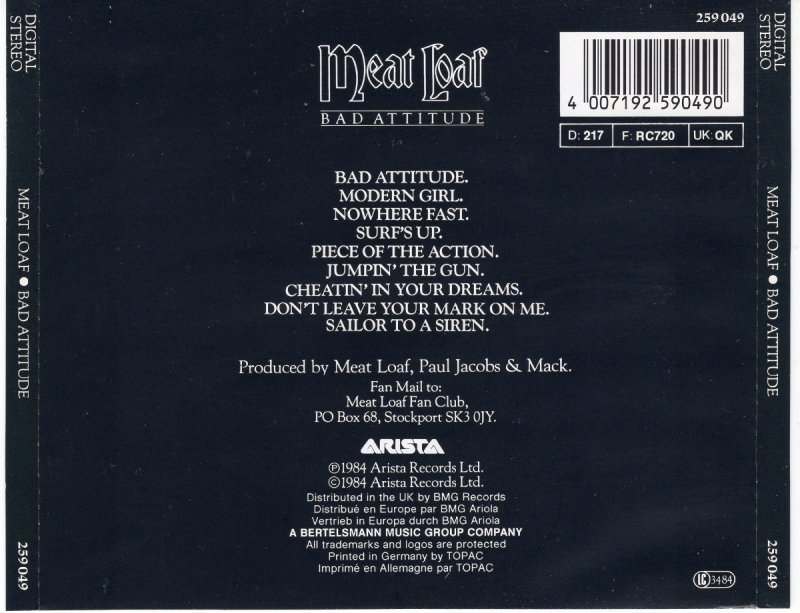 DIGITAL
STEREO
MEAT LOAF ● BAD ATTITUDE
259 049
259 049
Meat Loaf
BAD ATTITUDE
4 007192 590490
D: 217 F: RC720 UK: QK
BAD ATTITUDE.
MODERN GIRL.
NOWHERE FAST.
SURF'S UP.
PIECE OF THE ACTION.
JUMPIN' THE GUN.
CHEATIN' IN YOUR DREAMS.
DON'T LEAVE YOUR MARK ON ME.
SAILOR TO A SIREN.
Produced by Meat Loaf, Paul Jacobs & Mack.
Fan Mail to:
Meat Loaf Fan Club,
PO Box 68, Stockport SK3 0JY.
ARISTA
℗1984 Arista Records Ltd.
©1984 Arista Records Ltd.
Distributed in the UK by BMG Records
Distribué en Europe par BMG Ariola
Vertrieb in Europa durch BMG Ariola
A BERTELSMANN MUSIC GROUP COMPANY
All trademarks and logos are protected
Printed in Germany by TOPAC
Imprimé en Allemagne par TOPAC
LC 3484
DIGITAL
STEREO
MEAT LOAF ● BAD ATTITUDE
259 049